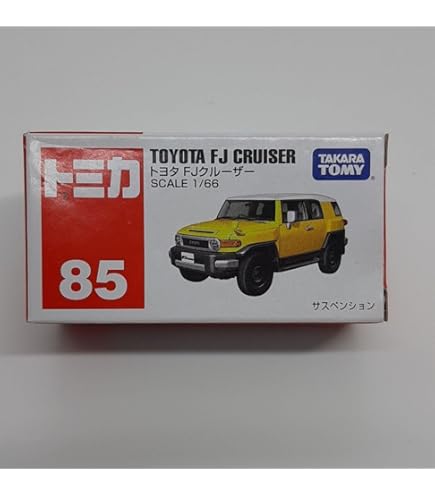 トミカ
85
TOYOTA FJ CRUISER
トヨタ FJクルーザー
SCALE 1/66
TAKARA
TOMY
サスペンション